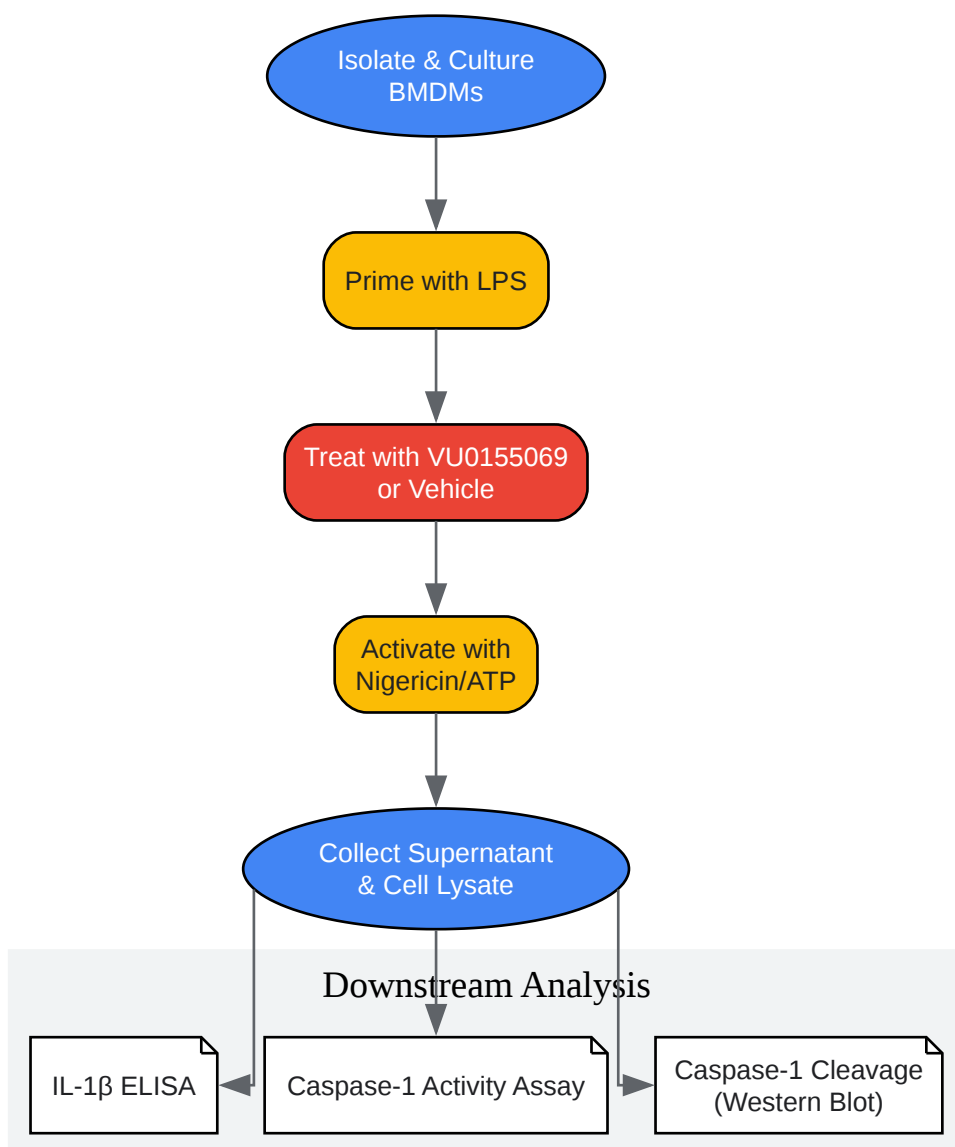 Isolate & Culture
BMDMs
Prime with LPS
Treat with VU0155069
or Vehicle
Activate with
Nigericin/ATP
Collect Supernatant
& Cell Lysate
Downstream Analysis
IL-1β ELISA
Caspase-1 Activity Assay
Caspase-1 Cleavage
(Western Blot)